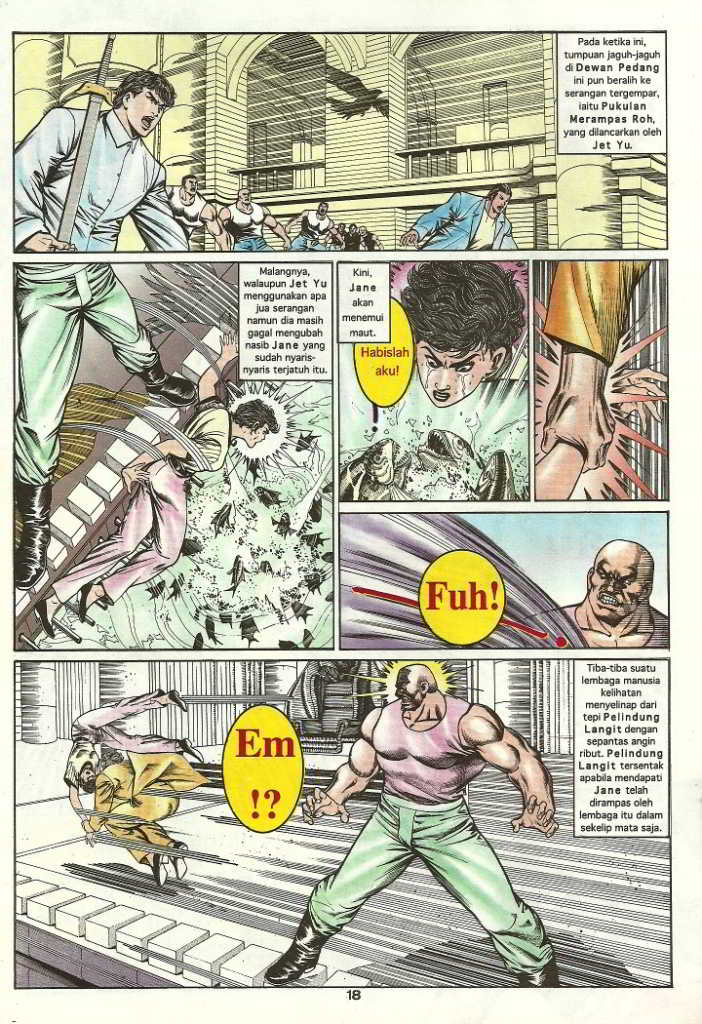 Pada ketika ini,
tumpuan jaguh-jaguh
di Dewan Pedang
ini pun beralih ke
serangan tergempar,
iaitu Pukulan
Merampas Roh,
yang dilancarkan oleh
Jet Yu.
Malangnya,
walaupun Jet Yu
menggunakan apa
jua serangan
namun dia masih
gagal mengubah
nasib Jane yang
sudah nyaris-
nyaris terjatuh itu.
Kini,
Jane
akan
menemui
maut.
Habislah
aku!
Fuh!
Tiba-tiba suatu
lembaga manusia
kelihatan
menyelinap dari
tepi Pelindung
Langit dengan
sepantas angin
ribut. Pelindung
Langit tersentak
apabila mendapati
Jane telah
dirampas oleh
lembaga itu dalam
sekelip mata saja.
Em
!?
18